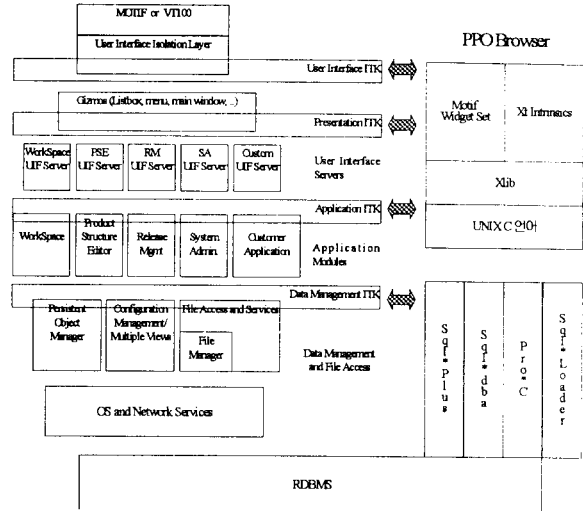 MOTIF or VT100
User Interface Isolation Layer
PPO Browser
User Interface ITK
Gizmos (Listbox, menu, main window, ...)
Motif
Widget Set
Xt Intrinsics
Presentation ITK
WorkSpace
UIF Server
PSE
UIF Server
RM
UIF Server
SA
UIF Server
Custom
UIF Server
User Interface
Servers
Xlib
Application ITK
UNIX C 언어
WorkSpace
Product
Structure
Editor
Release
Mgmt
System
Admin
Customer
Application
Application
Modules
Data Management ITK
Persistent
Object
Manager
Configuration
Management/
Multiple Views
File Access and Services
File
Manager
Data Management
and File Access
Sql*Plus
Sql*dba
Pro*C
Sql*Loader
OS and Network Services
RDBMS